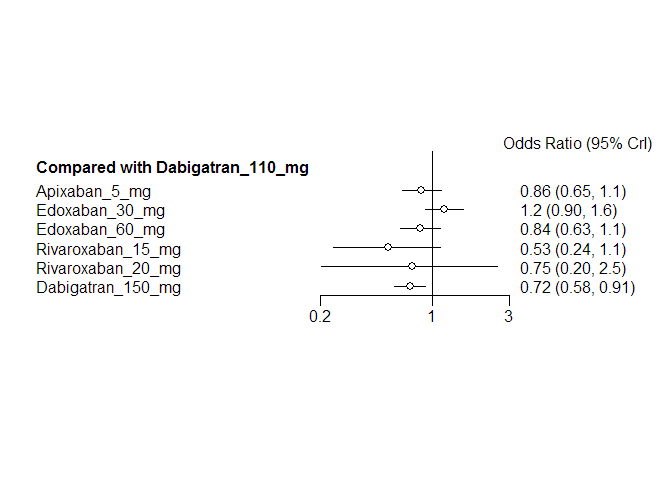 Odds Ratio (95% CrI)
Compared with Dabigatran_110_mg
Apixaban_5_mg 0.86 (0.65, 1.1)
Edoxaban_30_mg 1.2 (0.90, 1.6)
Edoxaban_60_mg 0.84 (0.63, 1.1)
Rivaroxaban_15_mg 0.53 (0.24, 1.1)
Rivaroxaban_20_mg 0.75 (0.20, 2.5)
Dabigatran_150_mg 0.72 (0.58, 0.91)
0.2 1 3